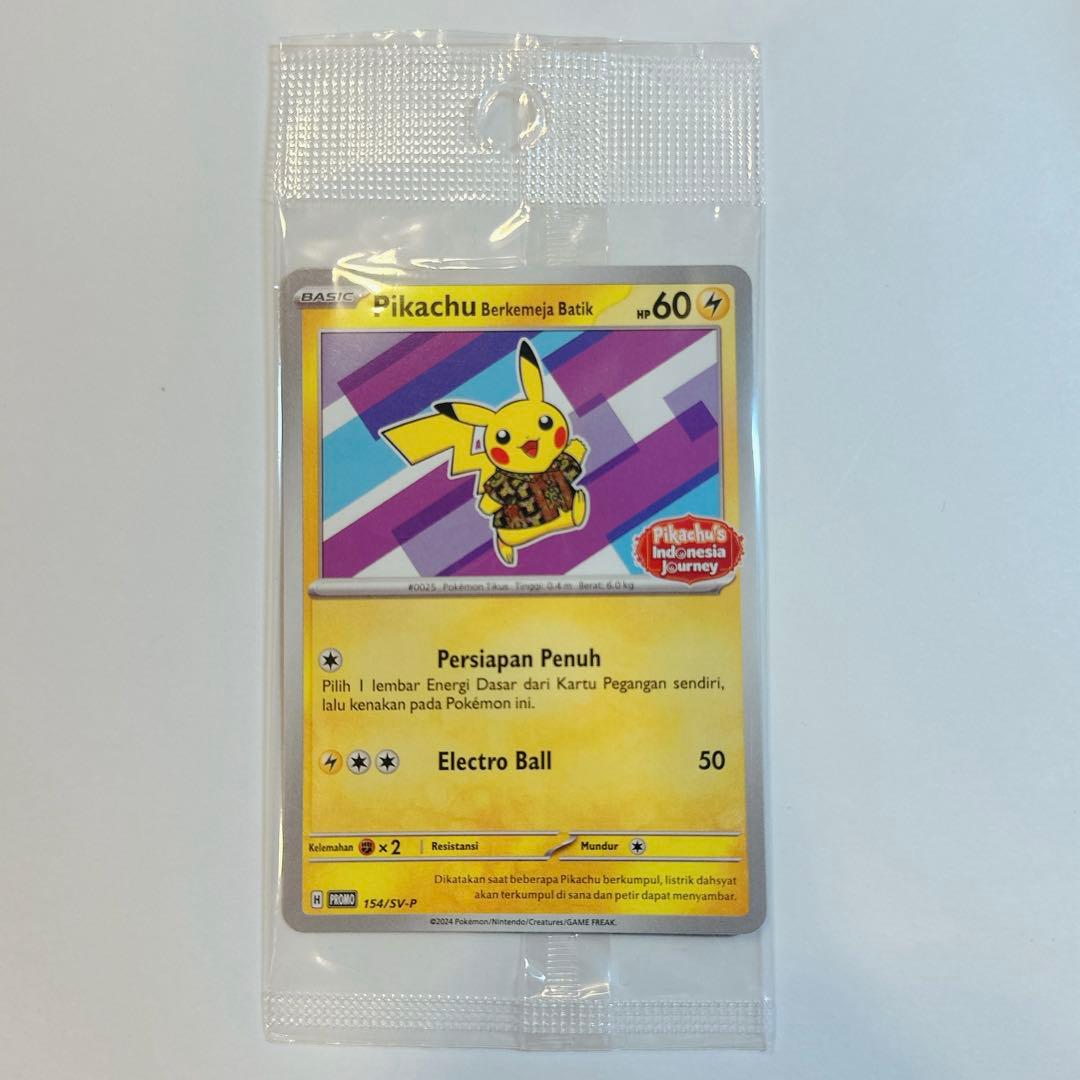 BASIC Pikachu Berkemeja Batik HP 60
Pikachu's
Indonesia
Journey
#0025 Pokémon Tikus Tinggi: 0.4 m Berat: 6.0 kg
Persiapan Penuh
Pilih 1 lembar Energi Dasar dari Kartu Pegangan sendiri,
lalu kenakan pada Pokémon ini.
Electro Ball 50
Kelemahan ×2 Resistansi Mundur
Dikatakan saat beberapa Pikachu berkumpul, listrik dahsyat
akan terkumpul di sana dan petir dapat menyambar.
H PROMO 154/SV-P
©2024 Pokémon/Nintendo/Creatures/GAME FREAK.